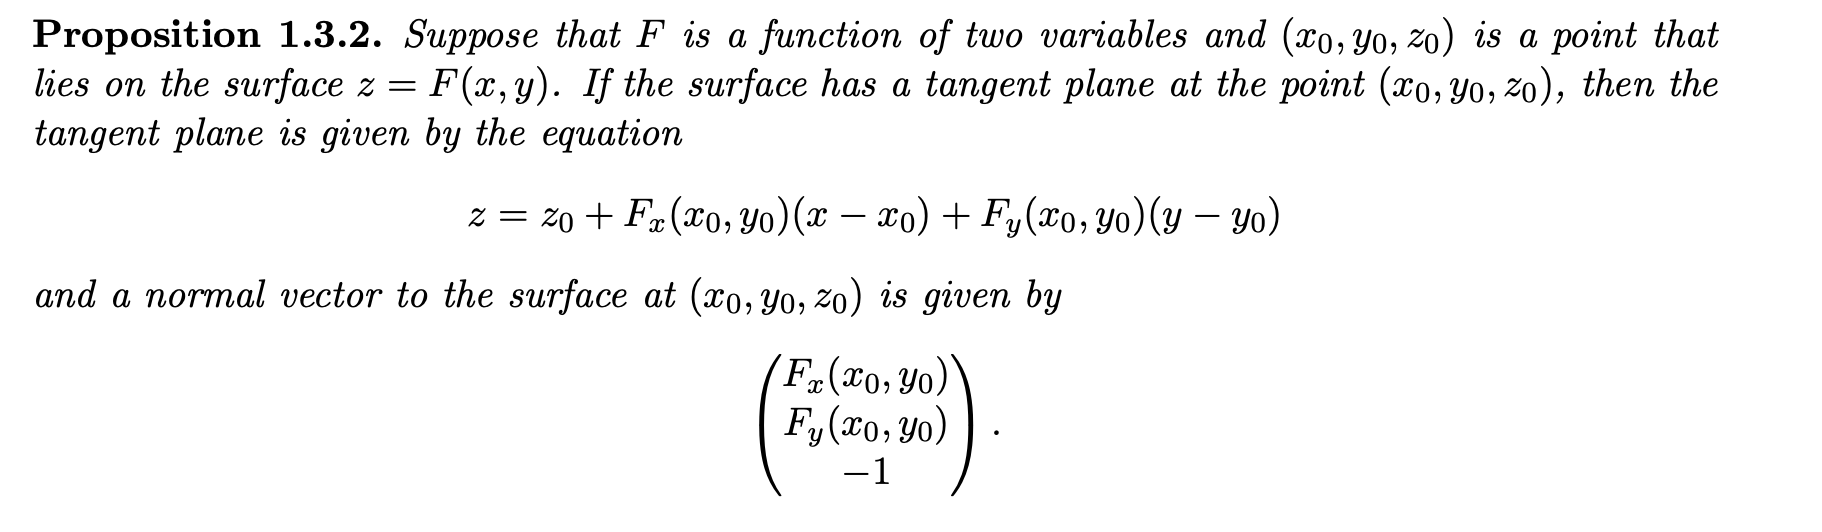 Proposition 1.3.2. Suppose that F is a function of two variables and (x₀, y₀, z₀) is a point that
lies on the surface z = F(x, y). If the surface has a tangent plane at the point (x₀, y₀, z₀), then the
tangent plane is given by the equation
z = z₀ + Fₓ(x₀, y₀)(x − x₀) + F_y(x₀, y₀)(y − y₀)
and a normal vector to the surface at (x₀, y₀, z₀) is given by
(Fₓ(x₀, y₀)
F_y(x₀, y₀)
−1).